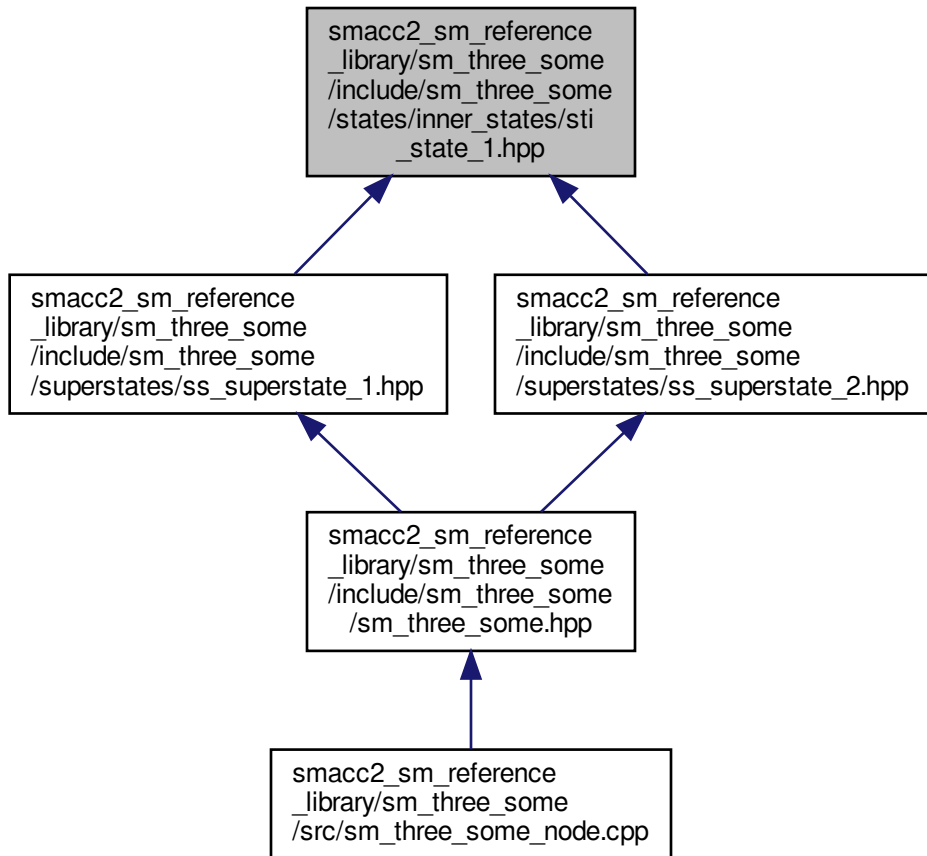 smacc2_sm_reference
_library/sm_three_some
/include/sm_three_some
/states/inner_states/sti
_state_1.hpp
smacc2_sm_reference
_library/sm_three_some
/include/sm_three_some
/superstates/ss_superstate_1.hpp
smacc2_sm_reference
_library/sm_three_some
/include/sm_three_some
/superstates/ss_superstate_2.hpp
smacc2_sm_reference
_library/sm_three_some
/include/sm_three_some
/sm_three_some.hpp
smacc2_sm_reference
_library/sm_three_some
/src/sm_three_some_node.cpp